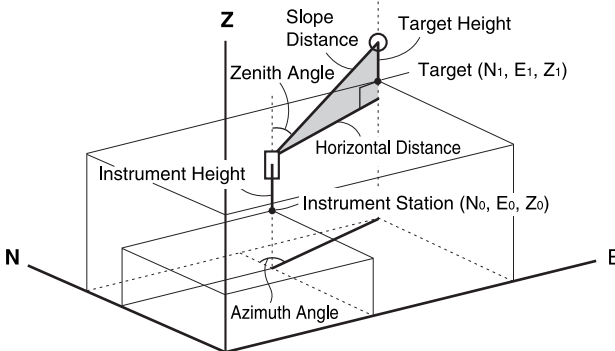 Z
Slope
Distance
Target Height
Zenith Angle
Target (N₁, E₁, Z₁)
Horizontal Distance
Instrument Height
Instrument Station (N₀, E₀, Z₀)
N
E
Azimuth Angle